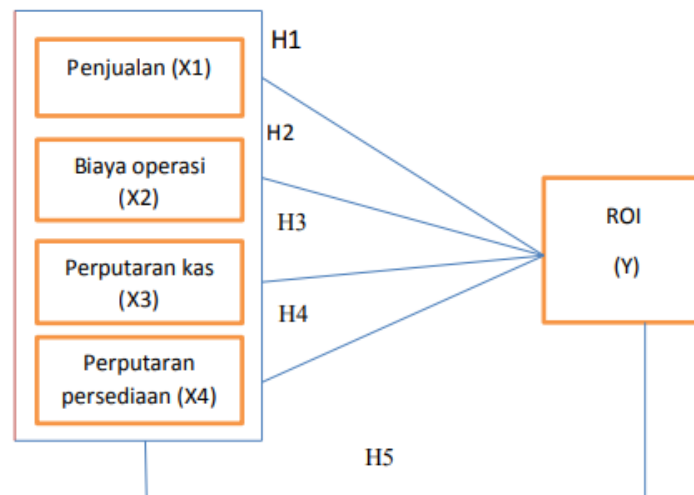 H1
Penjualan (X1)
H2
Biaya operasi
(X2)
H3
ROI
(Y)
Perputaran kas
(X3)
H4
Perputaran
persediaan (X4)
H5